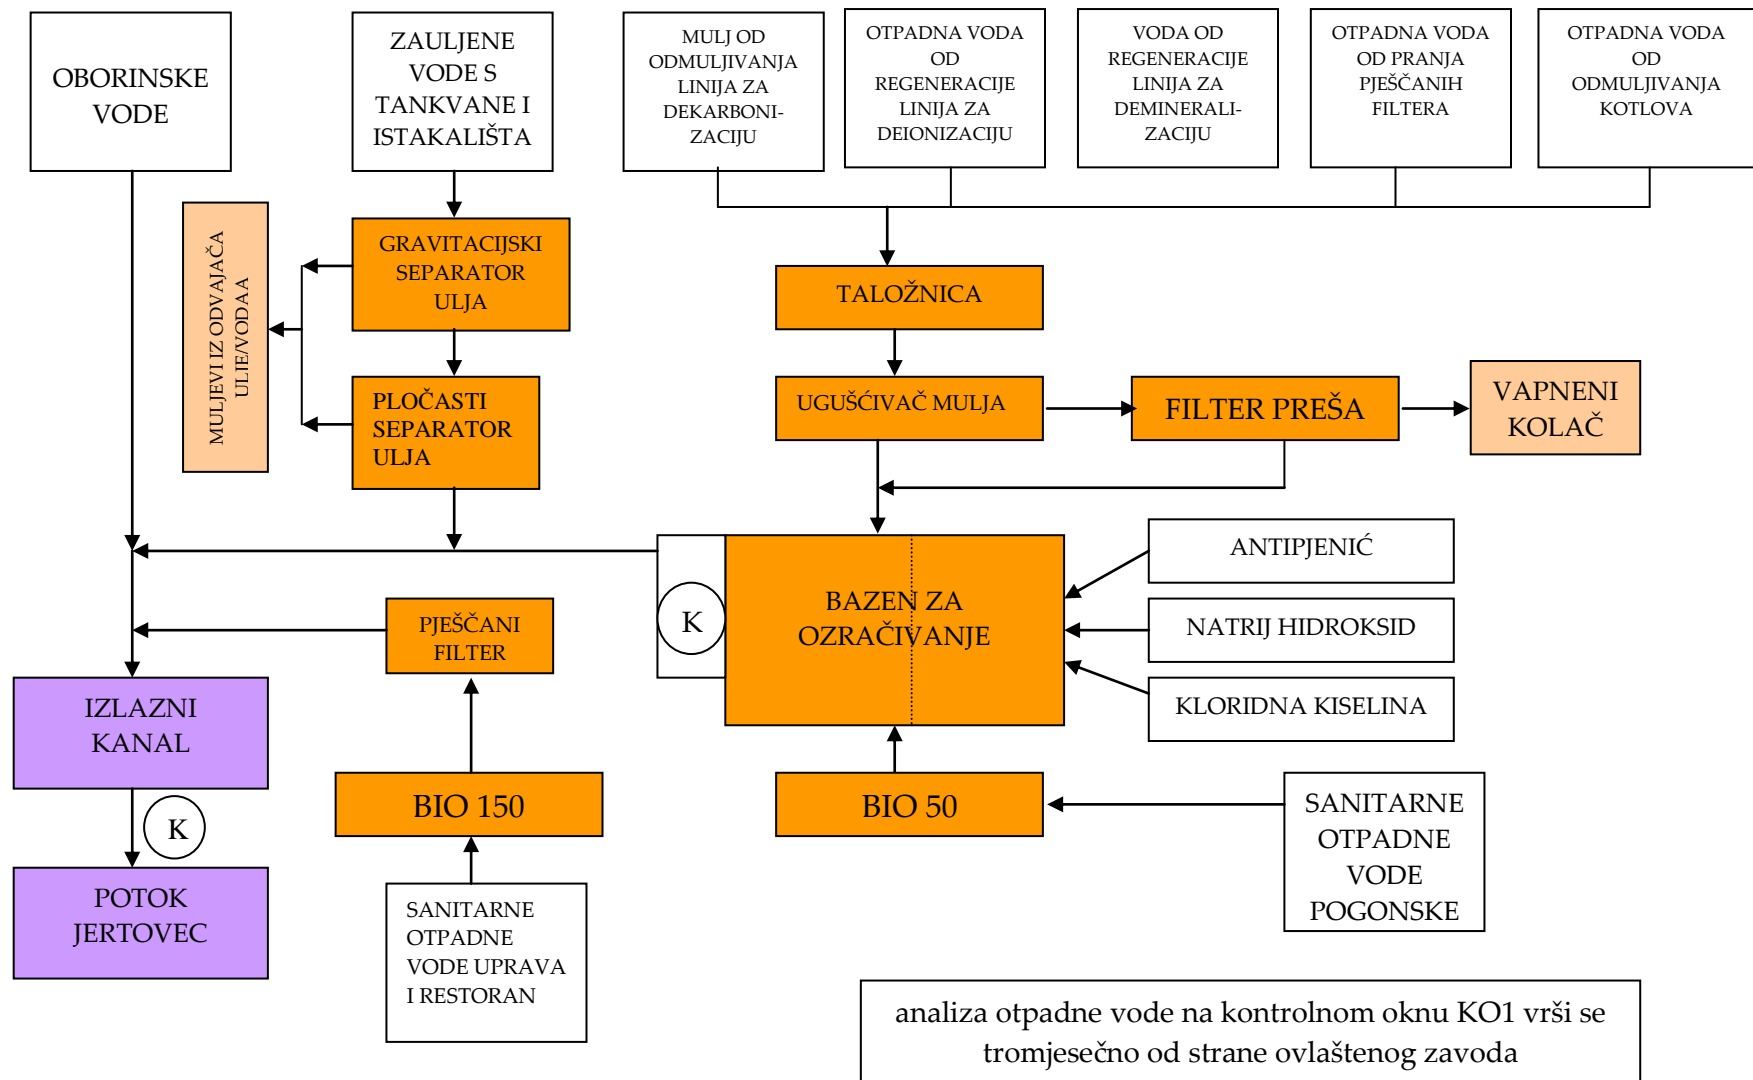 OBORINSKE
VODE
ZAULJENE
VODE S
TANKVANE I
ISTAKALIŠTA
MULJ OD
ODMULJIVANJA
LINIJA ZA
DEKARBONI-
ZACIJU
OTPADNA VODA
OD
REGENERACIJE
LINIJA ZA
DEIONIZACIJU
VODA OD
REGENERACIJE
LINIJA ZA
DEMINERALI-
ZACIJU
OTPADNA VODA
OD PRANJA
PJEŠČANIH
FILTERA
OTPADNA VODA
OD
ODMULJIVANJA
KOTLOVA
MULJEVI IZ ODVAJAČA
ULIE/VODAA
GRAVITACIJSKI
SEPARATOR
ULJA
TALOŽNICA
PLOČASTI
SEPARATOR
ULJA
UGUŠĆIVAČ MULJA
FILTER PREŠA
VAPNENI
KOLAČ
K
BAZEN ZA
OZRAČIVANJE
ANTIPJENIĆ
NATRIJ HIDROKSID
KLORIDNA KISELINA
PJEŠČANI
FILTER
IZLAZNI
KANAL
BIO 150
BIO 50
SANITARNE
OTPADNE
VODE
POGONSKE
K
POTOK
JERTOVEC
SANITARNE
OTPADNE
VODE UPRAVA
I RESTORAN
analiza otpadne vode na kontrolnom oknu KO1 vrši se
tromjesečno od strane ovlaštenog zavoda